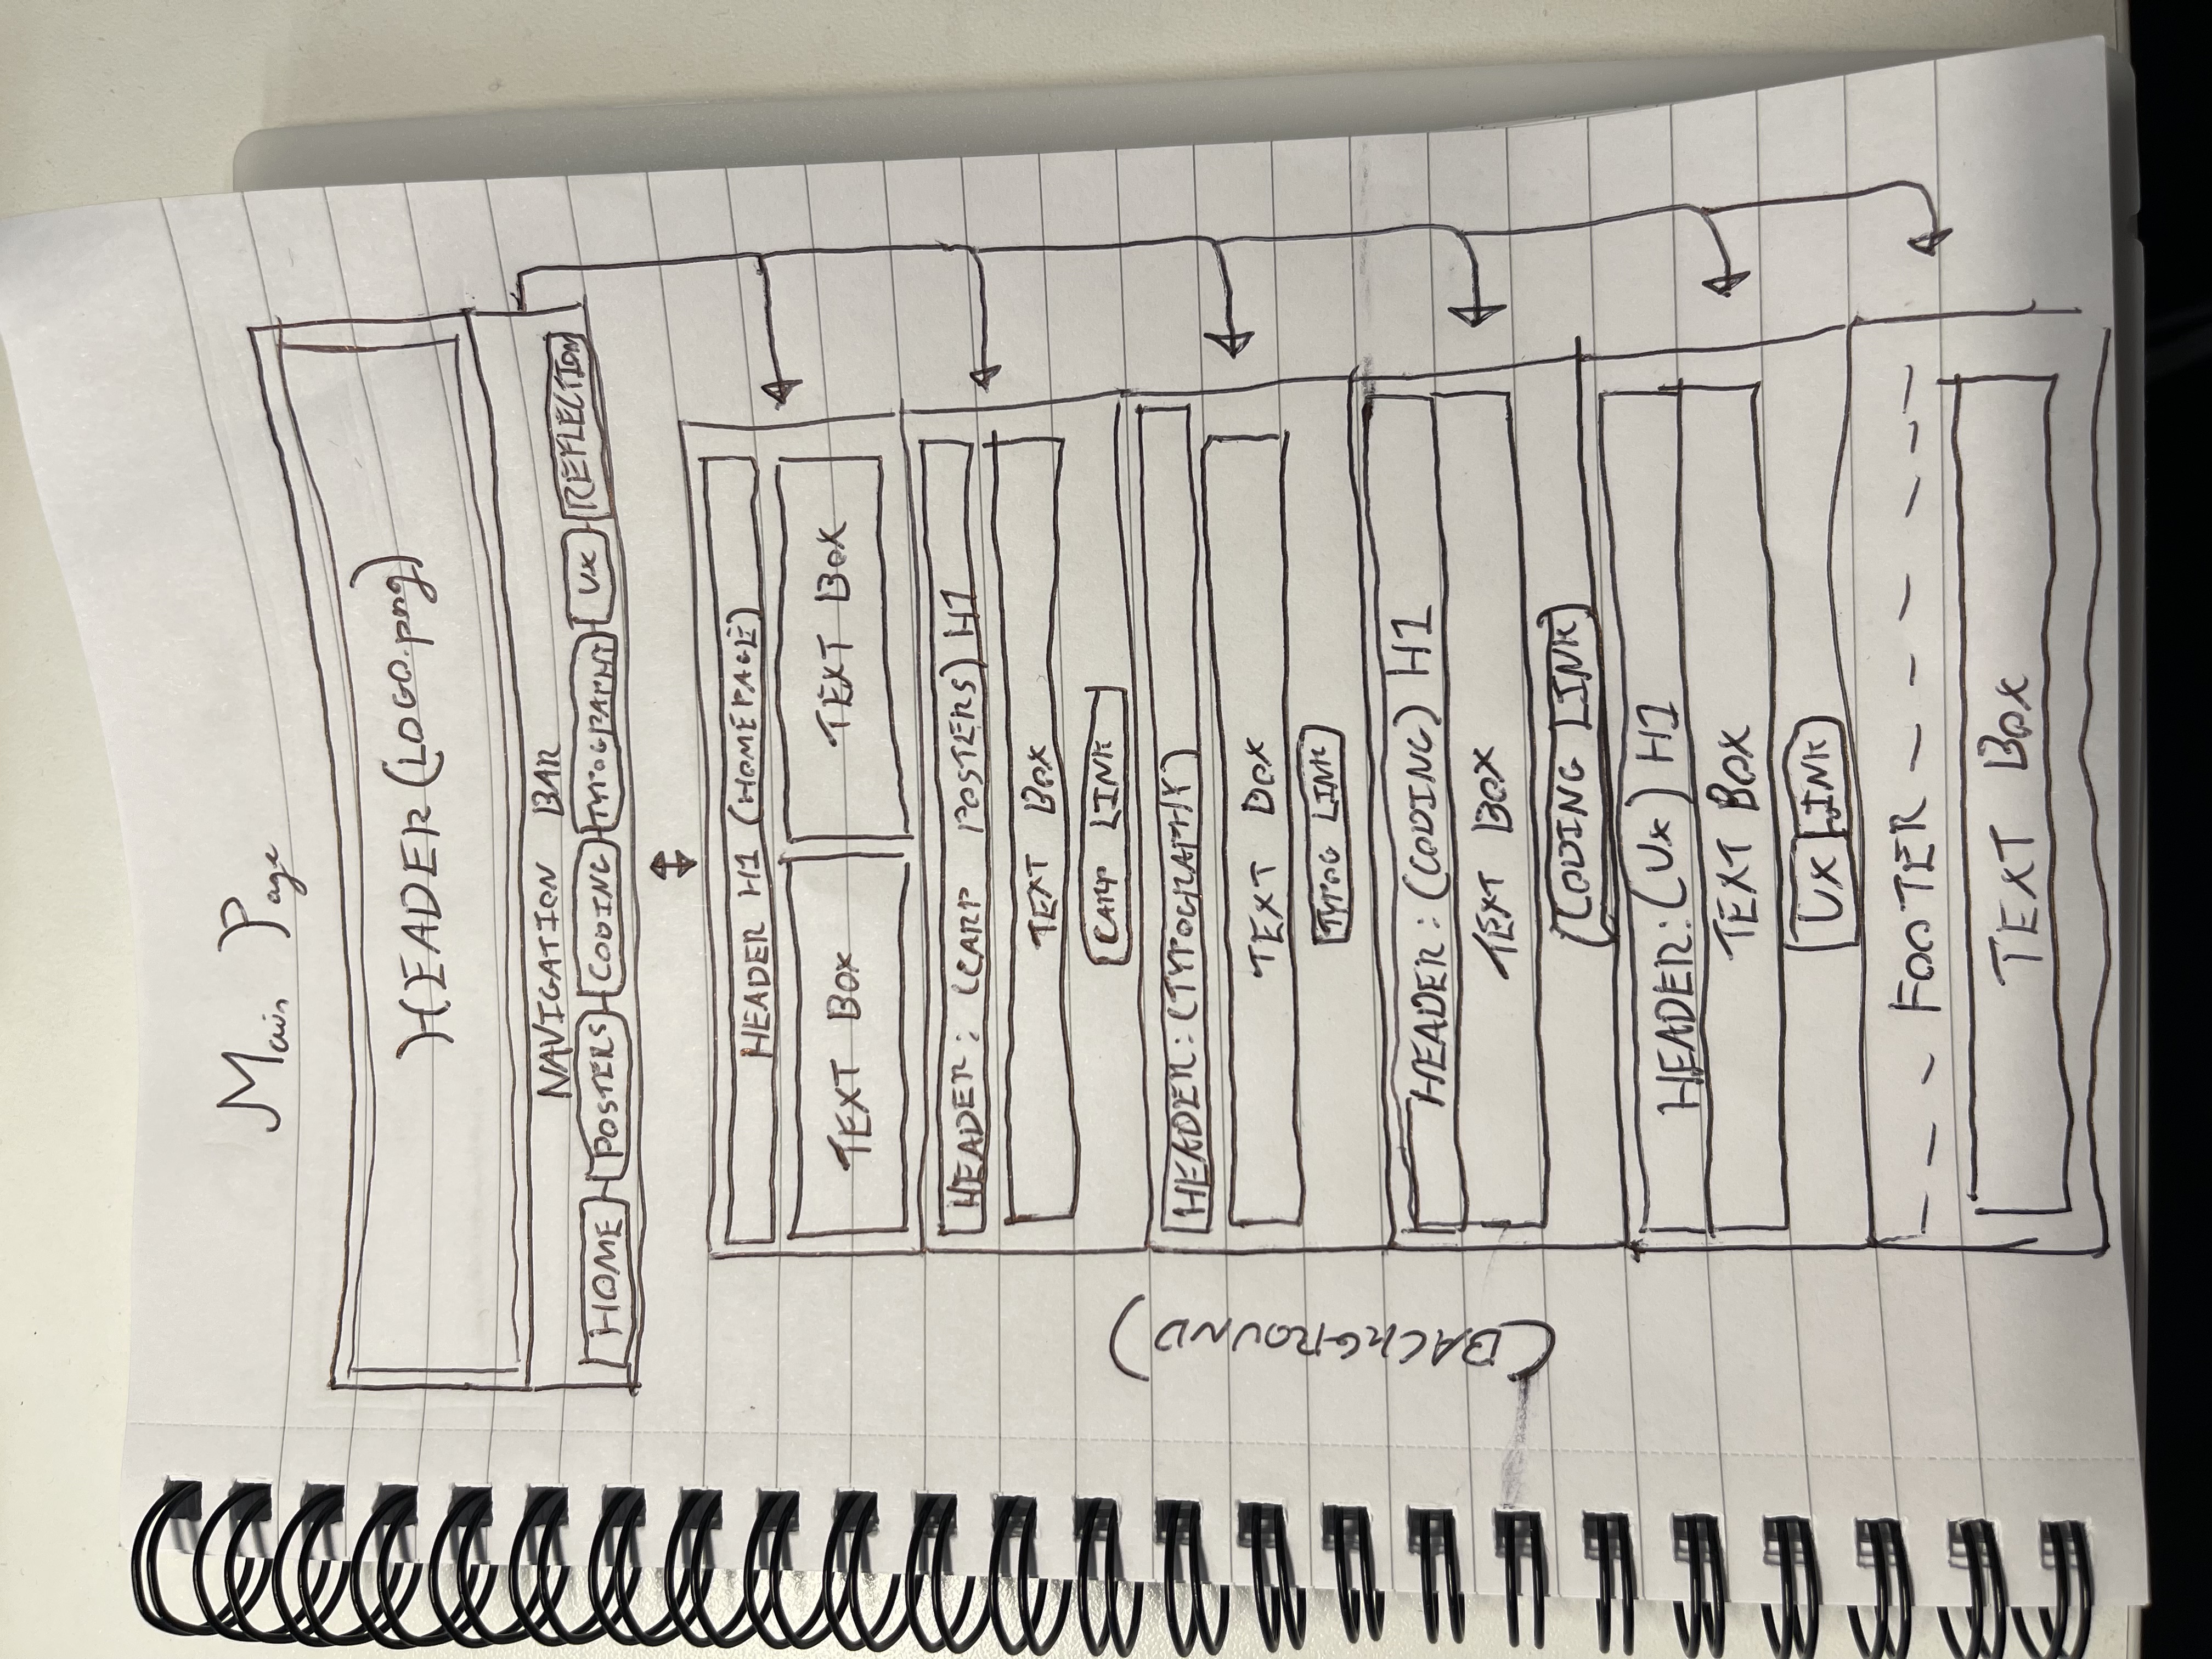 Main Page
HEADER (LOGO.png)
NAVIGATION BAR
HOME POSTERS CODING TYPOGRAPHY UX REFLECTION
HEADER H1 (HOMEPAGE)
TEXT BOX TEXT BOX
HEADER: (CARP POSTERS) H1
TEXT BOX
CARP LINK
HEADER: (TYPOGRAPHY)
TEXT BOX
TYPOG LINK
HEADER: (CODING) H1
TEXT BOX
CODING LINK
HEADER: (UX) H1
TEXT BOX
UX LINK
FOOTER
TEXT BOX
(BACKGROUND)